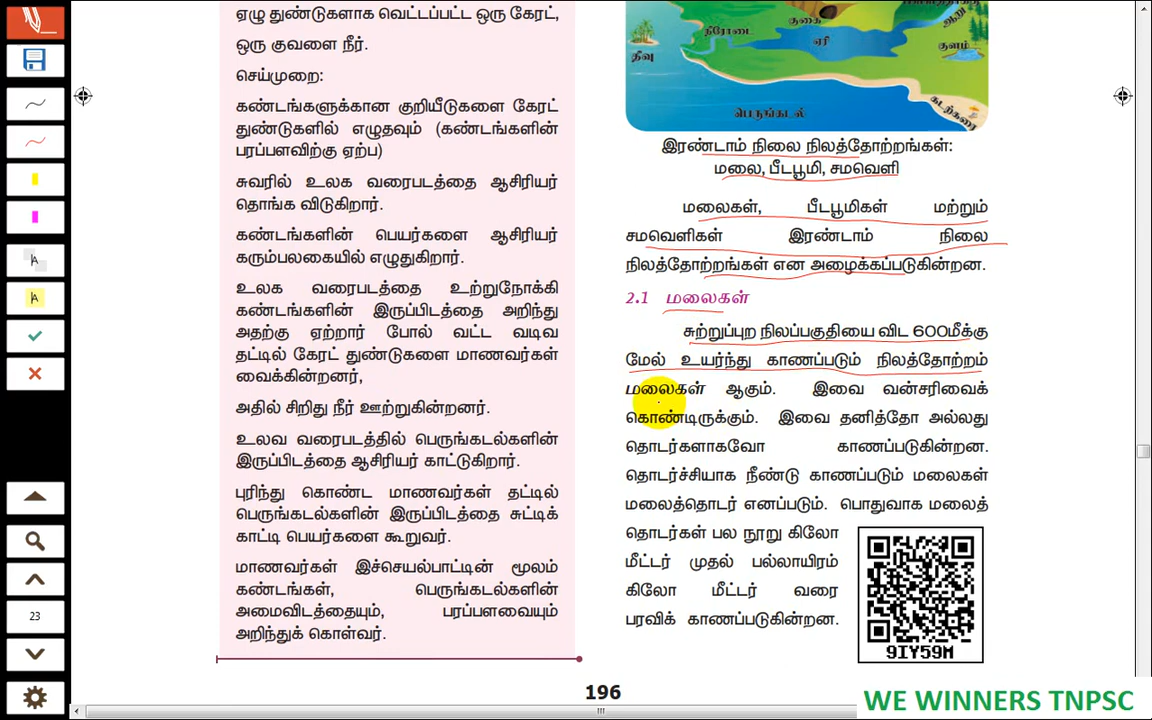 ஏழு துண்டுகளாக வெட்டப்பட்ட ஒரு கேரட்,
ஒரு குவளை நீர்.
செய்முறை:
கண்டங்களுக்கான குறியீடுகளை கேரட்
துண்டுகளில் எழுதவும் (கண்டங்களின்
பரப்பளவிற்கு ஏற்ப)
சுவரில் உலக வரைபடத்தை ஆசிரியர்
தொங்க விடுகிறார்.
கண்டங்களின் பெயர்களை ஆசிரியர்
கரும்பலகையில் எழுதுகிறார்.
உலக வரைபடத்தை உற்றுநோக்கி
கண்டங்களின் இருப்பிடத்தை அறிந்து
அதற்கு ஏற்றார் போல் வட்ட வடிவ
தட்டில் கேரட் துண்டுகளை மாணவர்கள்
வைக்கின்றனர்,
அதில் சிறிது நீர் ஊற்றுகின்றனர்.
உலவ வரைபடத்தில் பெருங்கடல்களின்
இருப்பிடத்தை ஆசிரியர் காட்டுகிறார்.
புரிந்து கொண்ட மாணவர்கள் தட்டில்
பெருங்கடல்களின் இருப்பிடத்தை சுட்டிக்
காட்டி பெயர்களை கூறுவர்.
மாணவர்கள் இச்செயல்பாட்டின் மூலம்
கண்டங்கள், பெருங்கடல்களின்
அமைவிடத்தையும், பரப்பளவையும்
அறிந்துக் கொள்வர்.
குகை
ஆறு
நீரோடை
ஏரி
குளம்
தீவு
பெருங்கடல்
கடற்கரை
இரண்டாம் நிலை நிலத்தோற்றங்கள்:
மலை, பீடபூமி, சமவெளி
மலைகள், பீடபூமிகள் மற்றும்
சமவெளிகள் இரண்டாம் நிலை
நிலத்தோற்றங்கள் என அழைக்கப்படுகின்றன.
2.1 மலைகள்
சுற்றுப்புற நிலப்பகுதியை விட 600மீக்கு
மேல் உயர்ந்து காணப்படும் நிலத்தோற்றம்
மலைகள் ஆகும். இவை வன்சரிவைக்
கொண்டிருக்கும். இவை தனித்தோ அல்லது
தொடர்களாகவோ காணப்படுகின்றன.
தொடர்ச்சியாக நீண்டு காணப்படும் மலைகள்
மலைத்தொடர் எனப்படும். பொதுவாக மலைத்
தொடர்கள் பல நூறு கிலோ
மீட்டர் முதல் பல்லாயிரம்
கிலோ மீட்டர் வரை
பரவிக் காணப்படுகின்றன.
9IY59M
196
23
WE WINNERS TNPSC